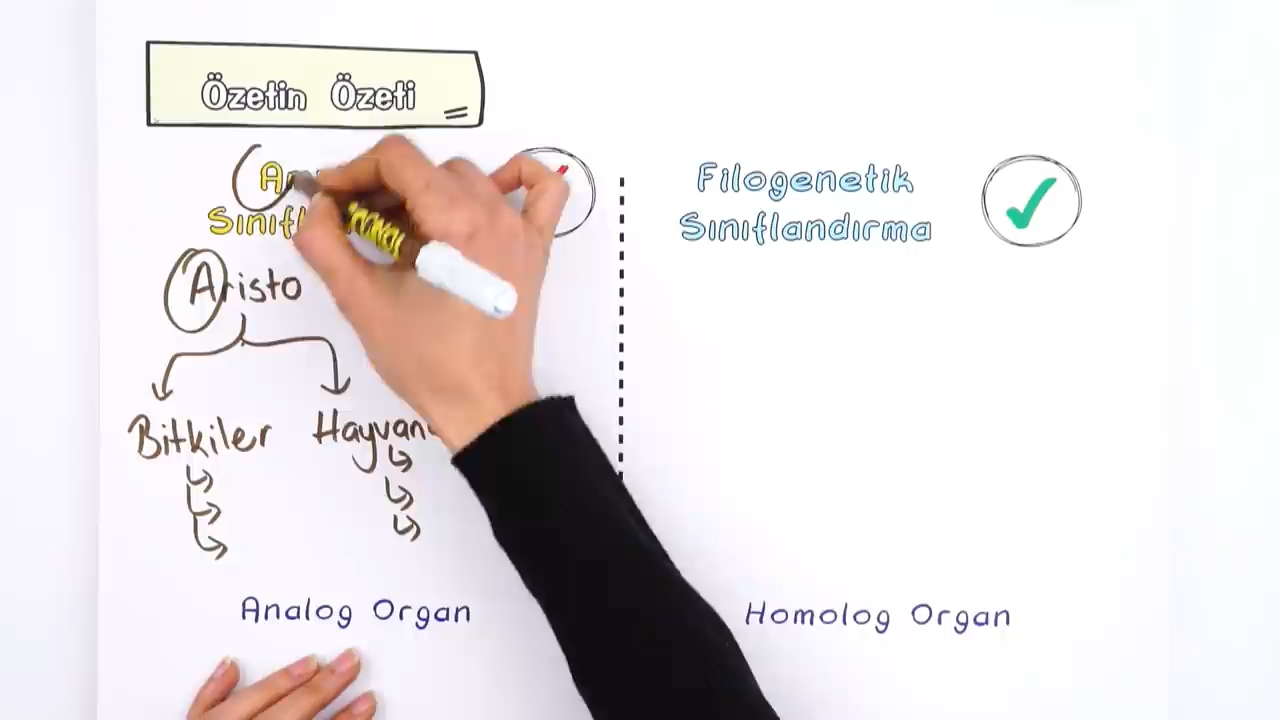 Özetin Özeti
Filogenetik
Sınıflandırma
Aristo
Bitkiler
Analog Organ
Homolog Organ